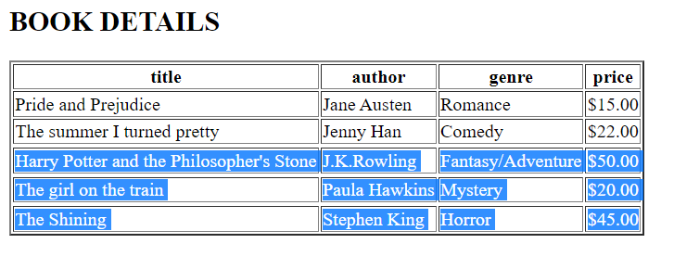 BOOK DETAILS
title author genre price
Pride and Prejudice Jane Austen Romance $15.00
The summer I turned pretty Jenny Han Comedy $22.00
Harry Potter and the Philosopher's Stone J.K.Rowling Fantasy/Adventure $50.00
The girl on the train Paula Hawkins Mystery $20.00
The Shining Stephen King Horror $45.00